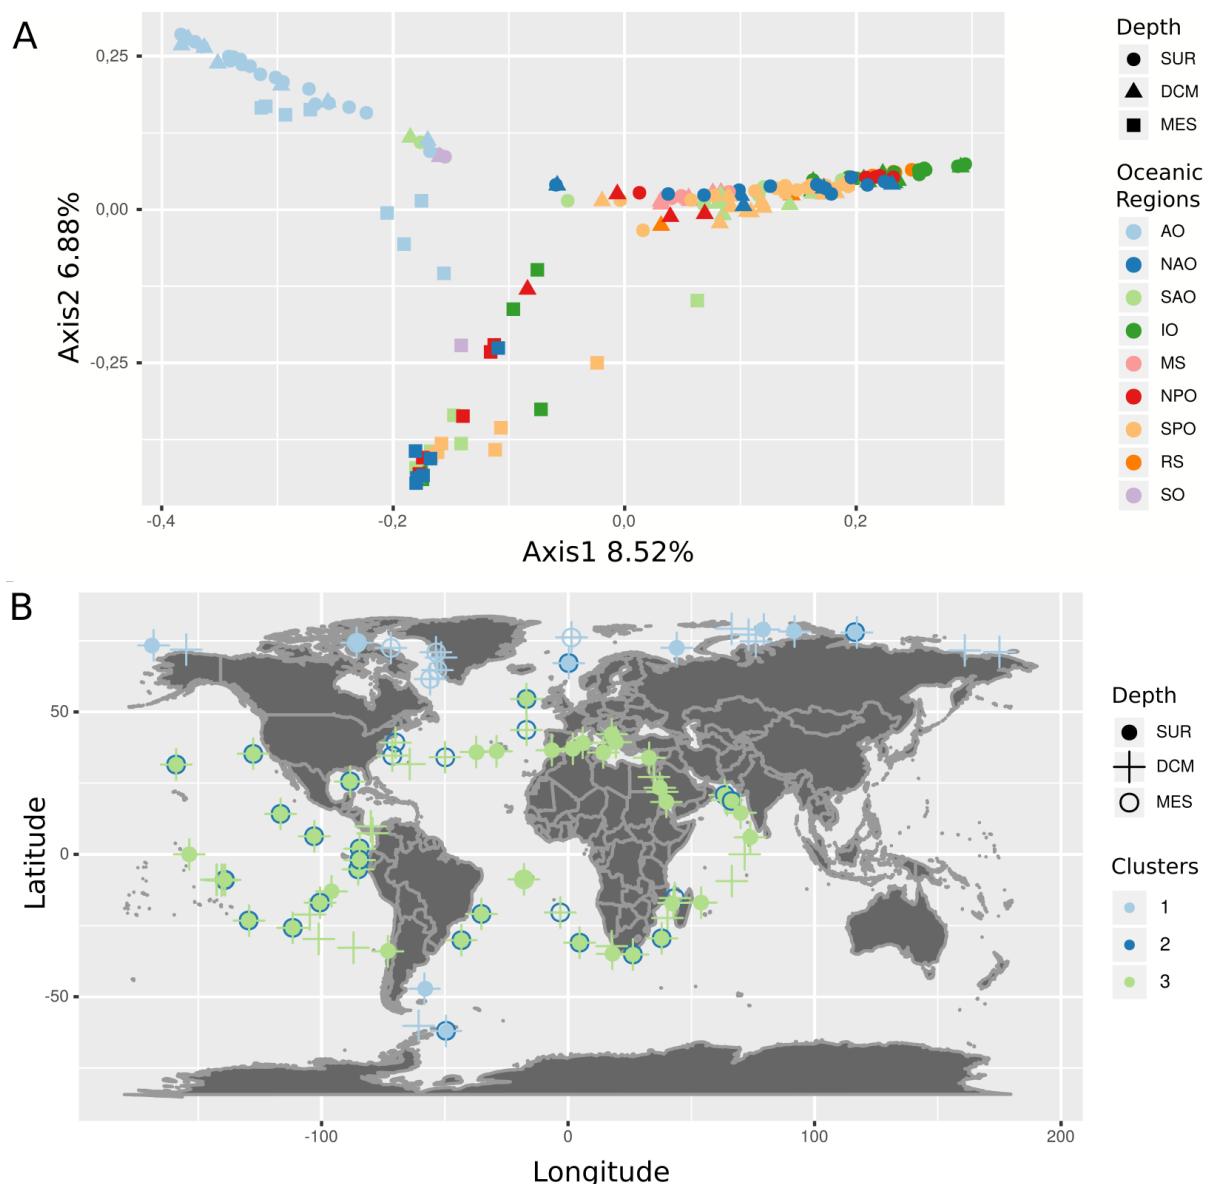 A
Axis2 6.88%
0,25
0,00
-0,25
-0,4
-0,2
0,0
0,2
Axis1 8.52%
Depth
SUR
DCM
MES
Oceanic
Regions
AO
NAO
SAO
IO
MS
NPO
SPO
RS
SO
B
Latitude
50
0
-50
-100
0
100
200
Longitude
Depth
SUR
DCM
MES
Clusters
1
2
3